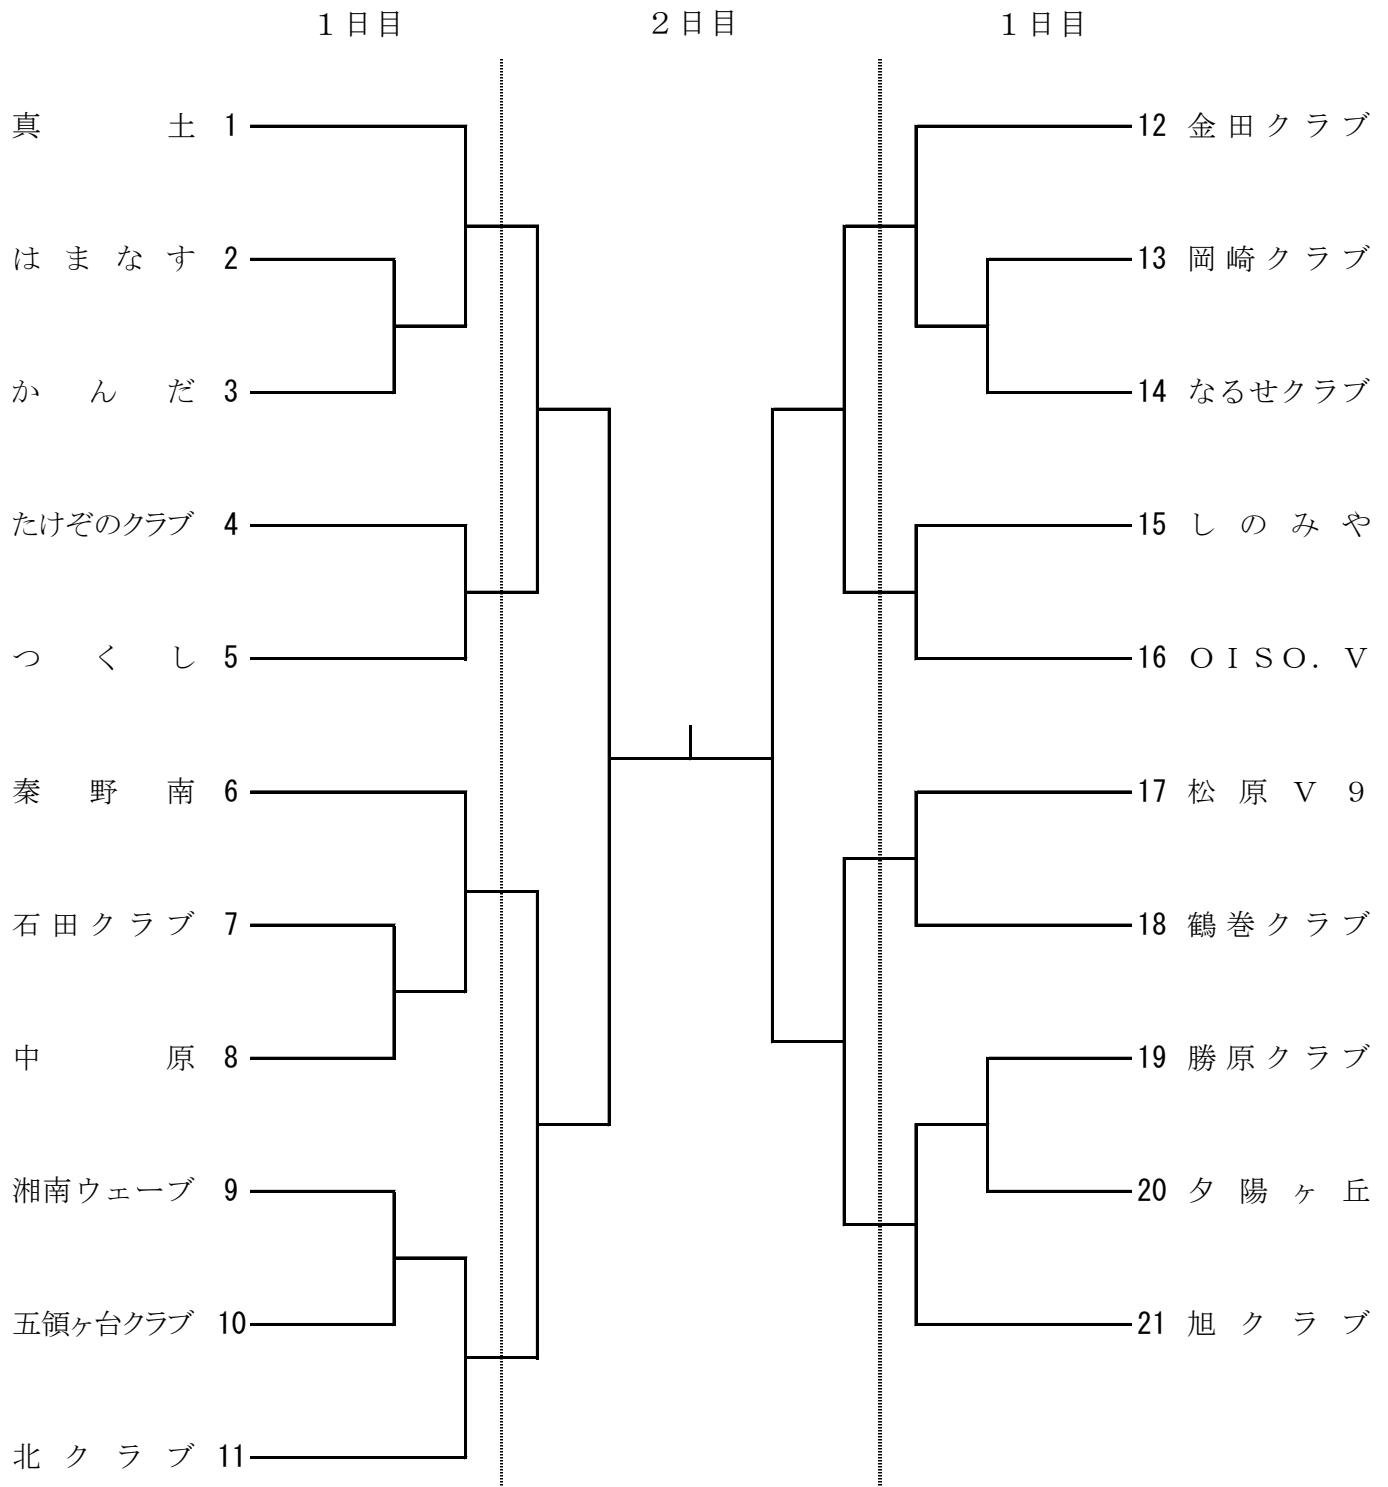 １日目 ２日目 １日目
真土 1 12 金田クラブ
はまなす 2 13 岡崎クラブ
かんだ 3 14 なるせクラブ
たけぞのクラブ 4 15 しのみや
つくし 5 16 ＯＩＳＯ．Ｖ
秦野南 6 17 松原Ｖ９
石田クラブ 7 18 鶴巻クラブ
中原 8 19 勝原クラブ
湘南ウェーブ 9 20 夕陽ヶ丘
五領ヶ台クラブ 10 21 旭クラブ
北クラブ 11